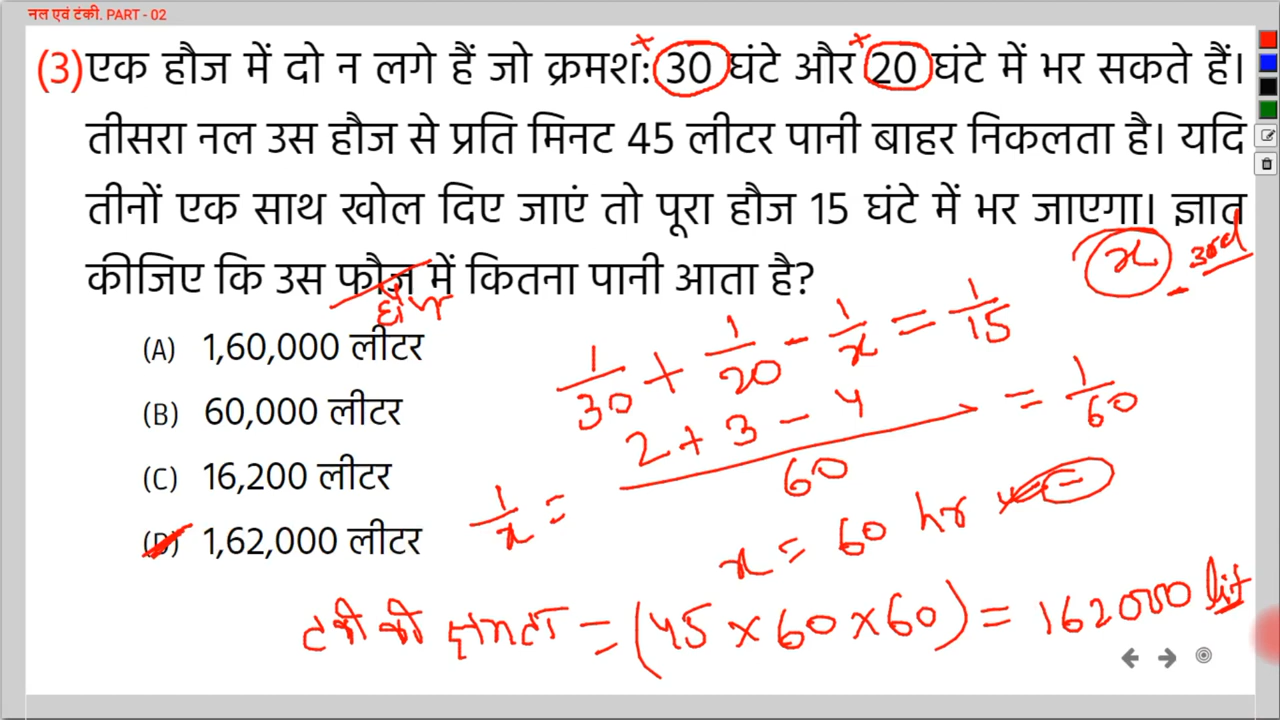 नल एवं टंकी. PART - 02
(3) एक हौज में दो न लगे हैं जो क्रमश: 30 घंटे और 20 घंटे में भर सकते हैं।
तीसरा नल उस हौज से प्रति मिनट 45 लीटर पानी बाहर निकलता है। यदि
तीनों एक साथ खोल दिए जाएं तो पूरा हौज 15 घंटे में भर जाएगा। ज्ञात
कीजिए कि उस फौज में कितना पानी आता है?
हौज
x 3rd
(A) 1,60,000 लीटर
(B) 60,000 लीटर
(C) 16,200 लीटर
(D) 1,62,000 लीटर
1/30 + 1/20 - 1/x = 1/15
1/x = (2 + 3 - 4)/60 = 1/60
x = 60 hr
टंकी की क्षमता = (45 × 60 × 60) = 162000 lit